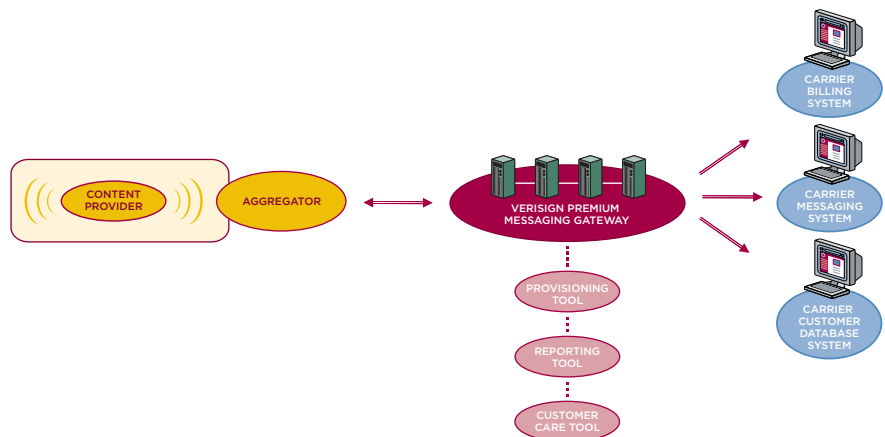 CONTENT
PROVIDER
AGGREGATOR
VERISIGN PREMIUM
MESSAGING GATEWAY
PROVISIONING
TOOL
REPORTING
TOOL
CUSTOMER
CARE TOOL
CARRIER
BILLING
SYSTEM
CARRIER
MESSAGING
SYSTEM
CARRIER
CUSTOMER
DATABASE
SYSTEM